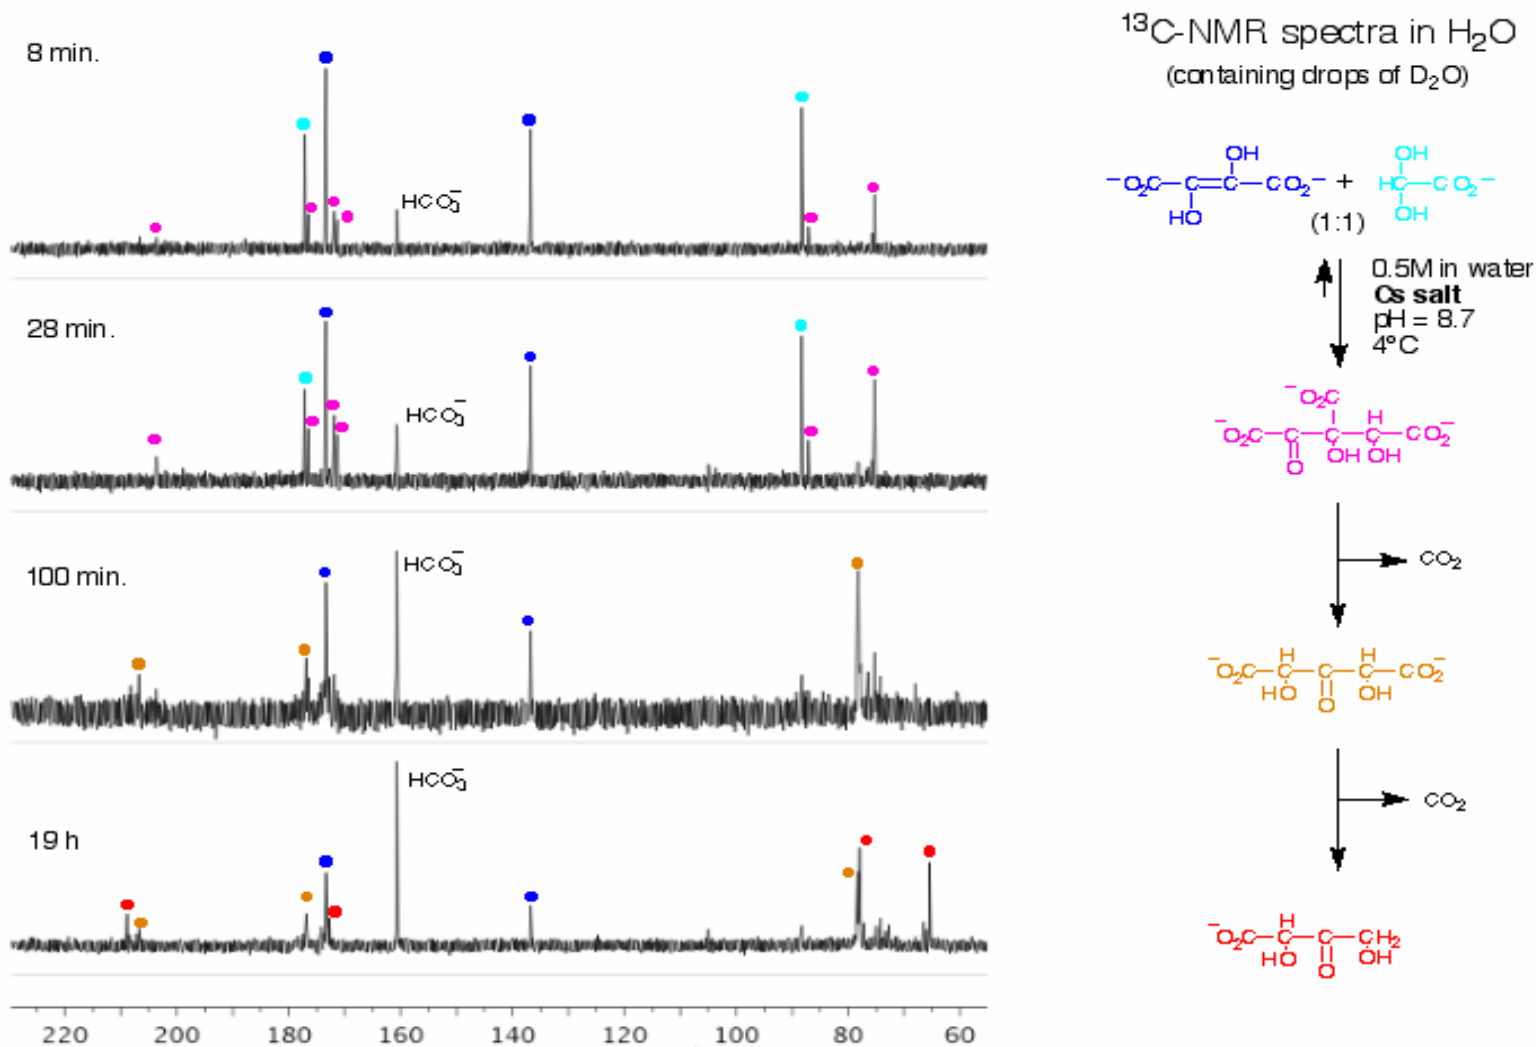 8 min.
HCO₃⁻
28 min.
HCO₃⁻
100 min.
HCO₃⁻
19 h
HCO₃⁻
220 200 180 160 140 120 100 80 60
¹³C-NMR spectra in H₂O
(containing drops of D₂O)
OH
⁻O₂C C C CO₂⁻ +
HO
OH
HC CO₂⁻
OH
(1:1)
0.5M in water
Cs salt
pH = 8.7
4°C
⁻O₂C
H
⁻O₂C C C C CO₂⁻
O OH OH
CO₂
H H
⁻O₂C C C C CO₂⁻
HO O OH
CO₂
H
⁻O₂C C C CH₂
HO O OH